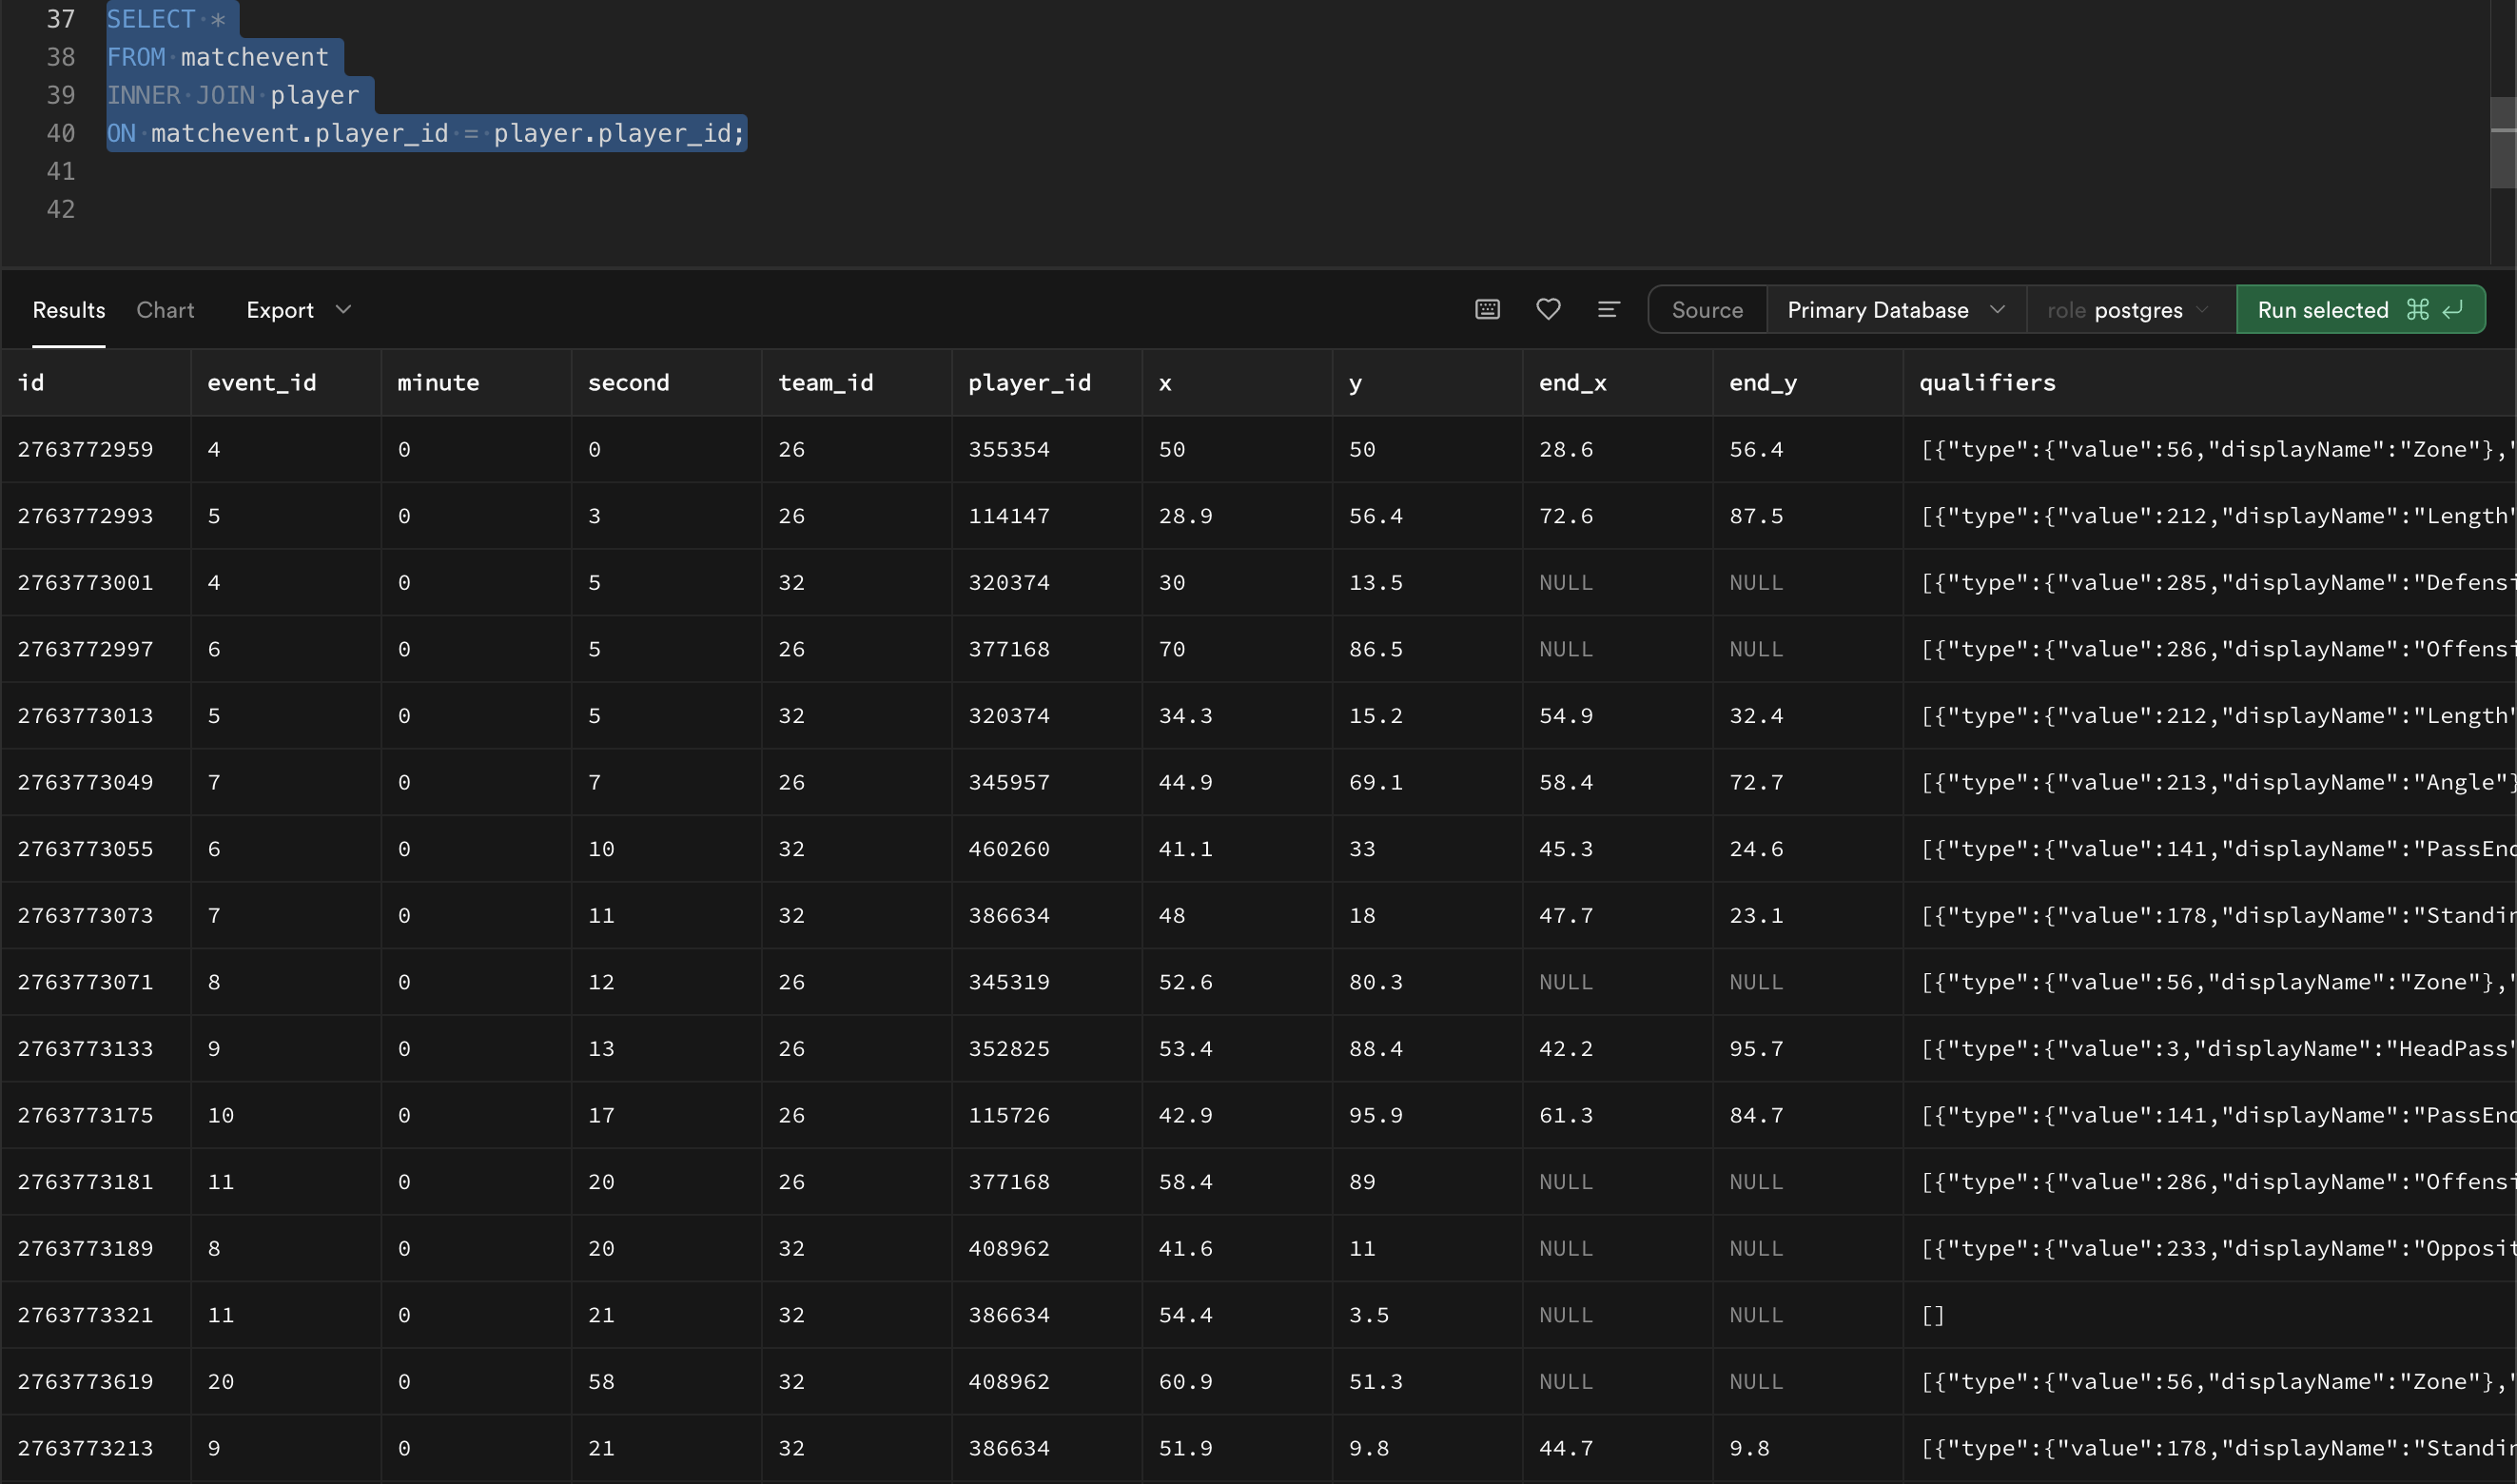 37 SELECT *
38 FROM matchevent
39 INNER JOIN player
40 ON matchevent.player_id = player.player_id;
41
42
Results Chart Export Source Primary Database role postgres Run selected ⌘ ↵
id event_id minute second team_id player_id x y end_x end_y qualifiers
2763772959 4 0 0 26 355354 50 50 28.6 56.4 [{"type":{"value":56,"displayName":"Zone"},"
2763772993 5 0 3 26 114147 28.9 56.4 72.6 87.5 [{"type":{"value":212,"displayName":"Length"
2763773001 4 0 5 32 320374 30 13.5 NULL NULL [{"type":{"value":285,"displayName":"Defensi
2763772997 6 0 5 26 377168 70 86.5 NULL NULL [{"type":{"value":286,"displayName":"Offensi
2763773013 5 0 5 32 320374 34.3 15.2 54.9 32.4 [{"type":{"value":212,"displayName":"Length"
2763773049 7 0 7 26 345957 44.9 69.1 58.4 72.7 [{"type":{"value":213,"displayName":"Angle"}
2763773055 6 0 10 32 460260 41.1 33 45.3 24.6 [{"type":{"value":141,"displayName":"PassEnd
2763773073 7 0 11 32 386634 48 18 47.7 23.1 [{"type":{"value":178,"displayName":"Standin
2763773071 8 0 12 26 345319 52.6 80.3 NULL NULL [{"type":{"value":56,"displayName":"Zone"},"
2763773133 9 0 13 26 352825 53.4 88.4 42.2 95.7 [{"type":{"value":3,"displayName":"HeadPass"
2763773175 10 0 17 26 115726 42.9 95.9 61.3 84.7 [{"type":{"value":141,"displayName":"PassEnd
2763773181 11 0 20 26 377168 58.4 89 NULL NULL [{"type":{"value":286,"displayName":"Offensi
2763773189 8 0 20 32 408962 41.6 11 NULL NULL [{"type":{"value":233,"displayName":"Opposit
2763773321 11 0 21 32 386634 54.4 3.5 NULL NULL []
2763773619 20 0 58 32 408962 60.9 51.3 NULL NULL [{"type":{"value":56,"displayName":"Zone"},"
2763773213 9 0 21 32 386634 51.9 9.8 44.7 9.8 [{"type":{"value":178,"displayName":"Standin